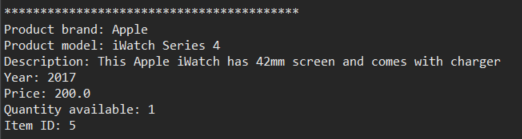 *****************************************
Product brand: Apple
Product model: iWatch Series 4
Description: This Apple iWatch has 42mm screen and comes with charger
Year: 2017
Price: 200.0
Quantity available: 1
Item ID: 5